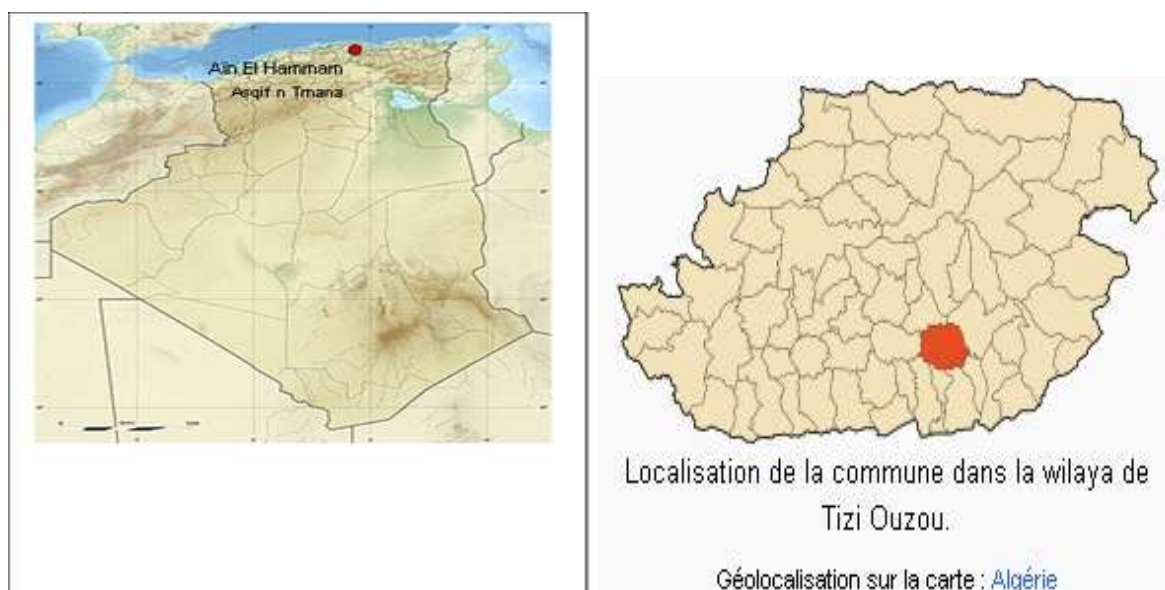 Aïn El Hammam
Asqif n Tmana
Localisation de la commune dans la wilaya de
Tizi Ouzou.
Géolocalisation sur la carte : Algérie